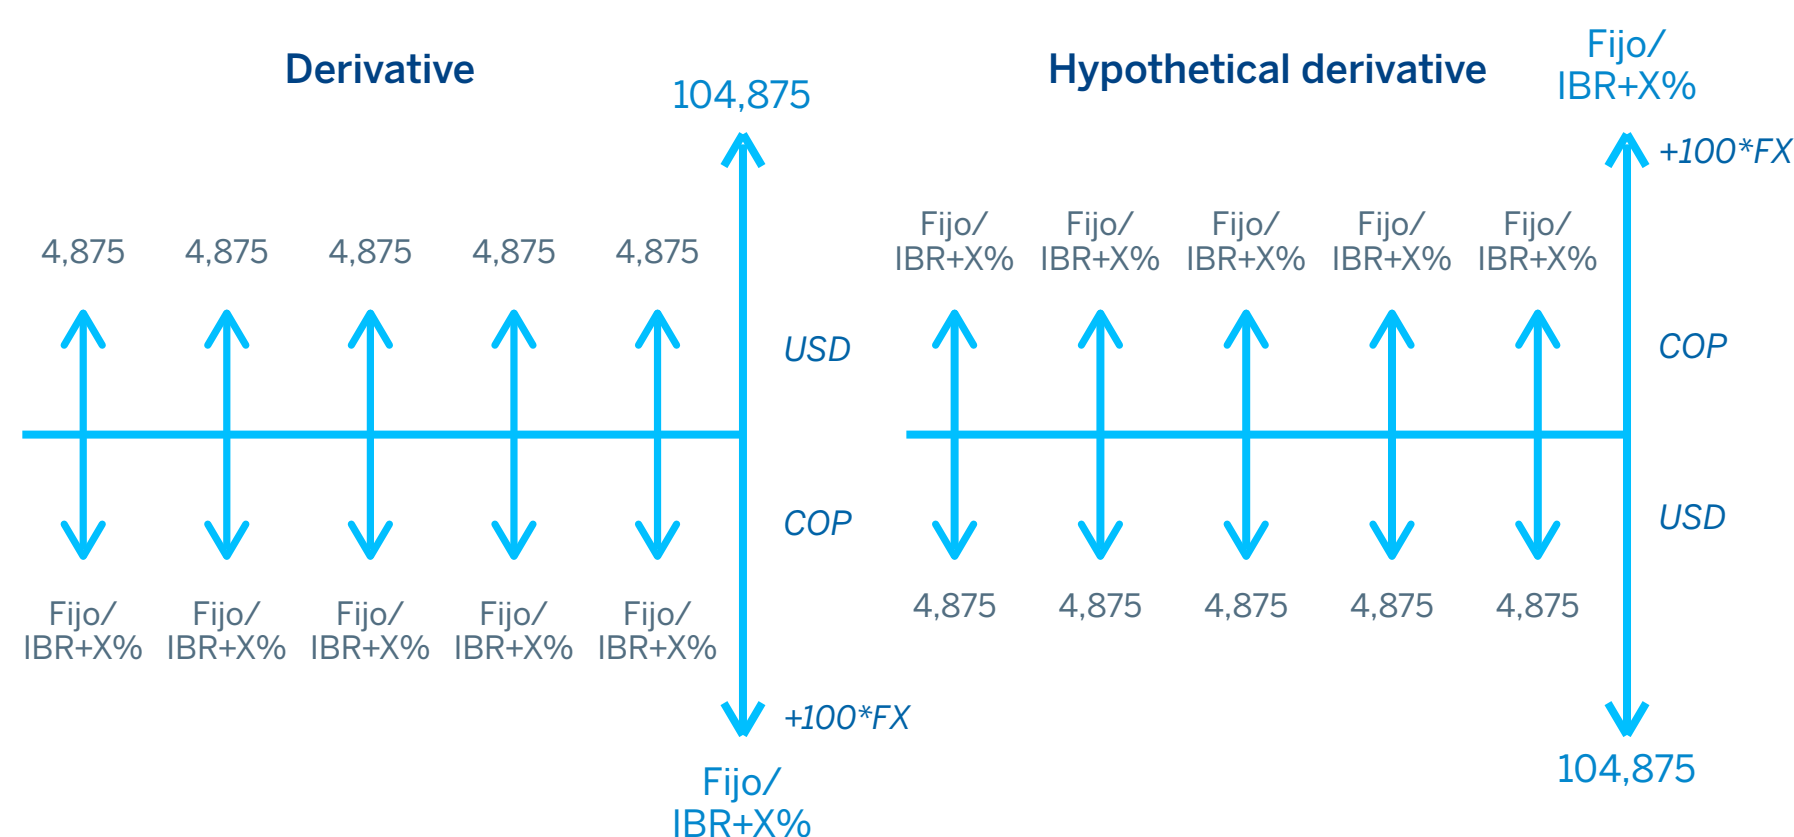 Derivative
104,875
4,875 4,875 4,875 4,875 4,875
USD
COP
Fijo/ Fijo/ Fijo/ Fijo/ Fijo/
IBR+X% IBR+X% IBR+X% IBR+X% IBR+X%
+100*FX
Fijo/
IBR+X%
Hypothetical derivative
Fijo/
IBR+X%
+100*FX
Fijo/ Fijo/ Fijo/ Fijo/ Fijo/
IBR+X% IBR+X% IBR+X% IBR+X% IBR+X%
COP
USD
4,875 4,875 4,875 4,875 4,875
104,875